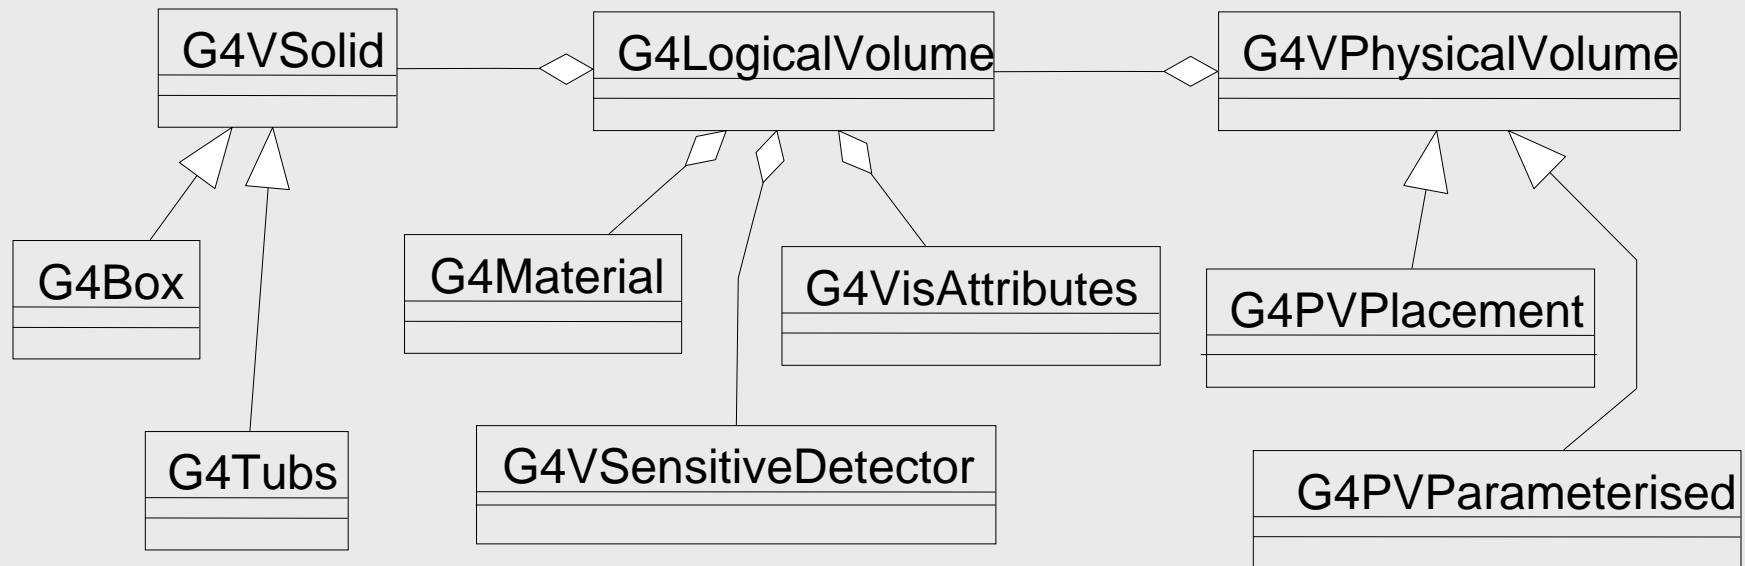 G4VSolid
G4LogicalVolume
G4VPhysicalVolume
G4Box
G4Material
G4VisAttributes
G4PVPlacement
G4Tubs
G4VSensitiveDetector
G4PVParameterised